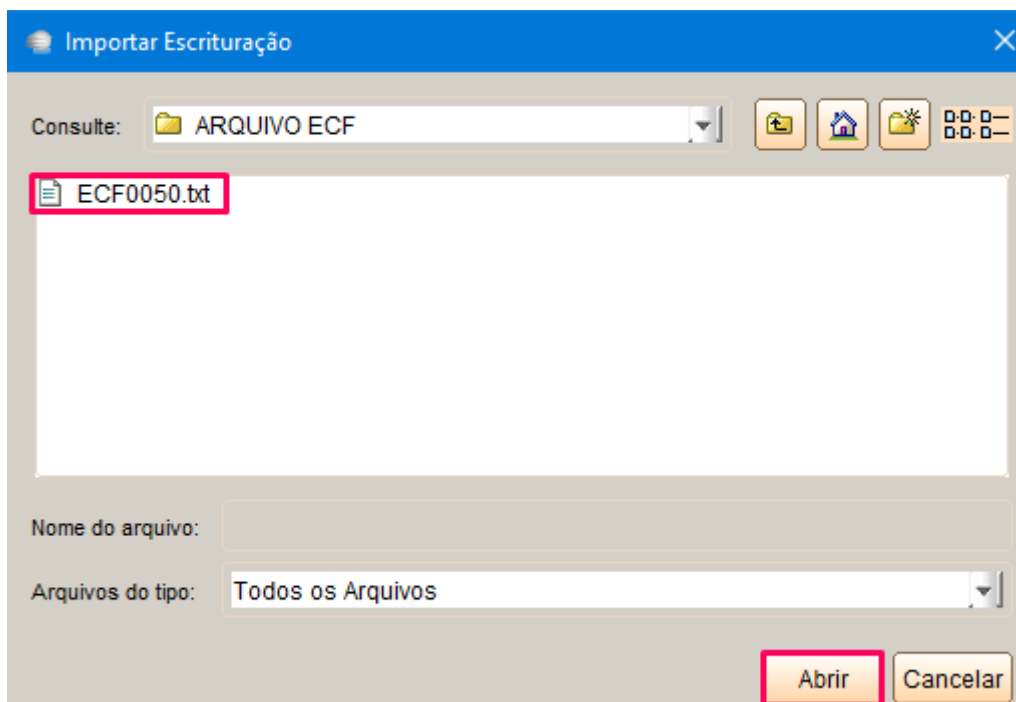 Importar Escrituração
Consulte: ARQUIVO ECF
ECF0050.txt
Nome do arquivo:
Arquivos do tipo: Todos os Arquivos
Abrir Cancelar